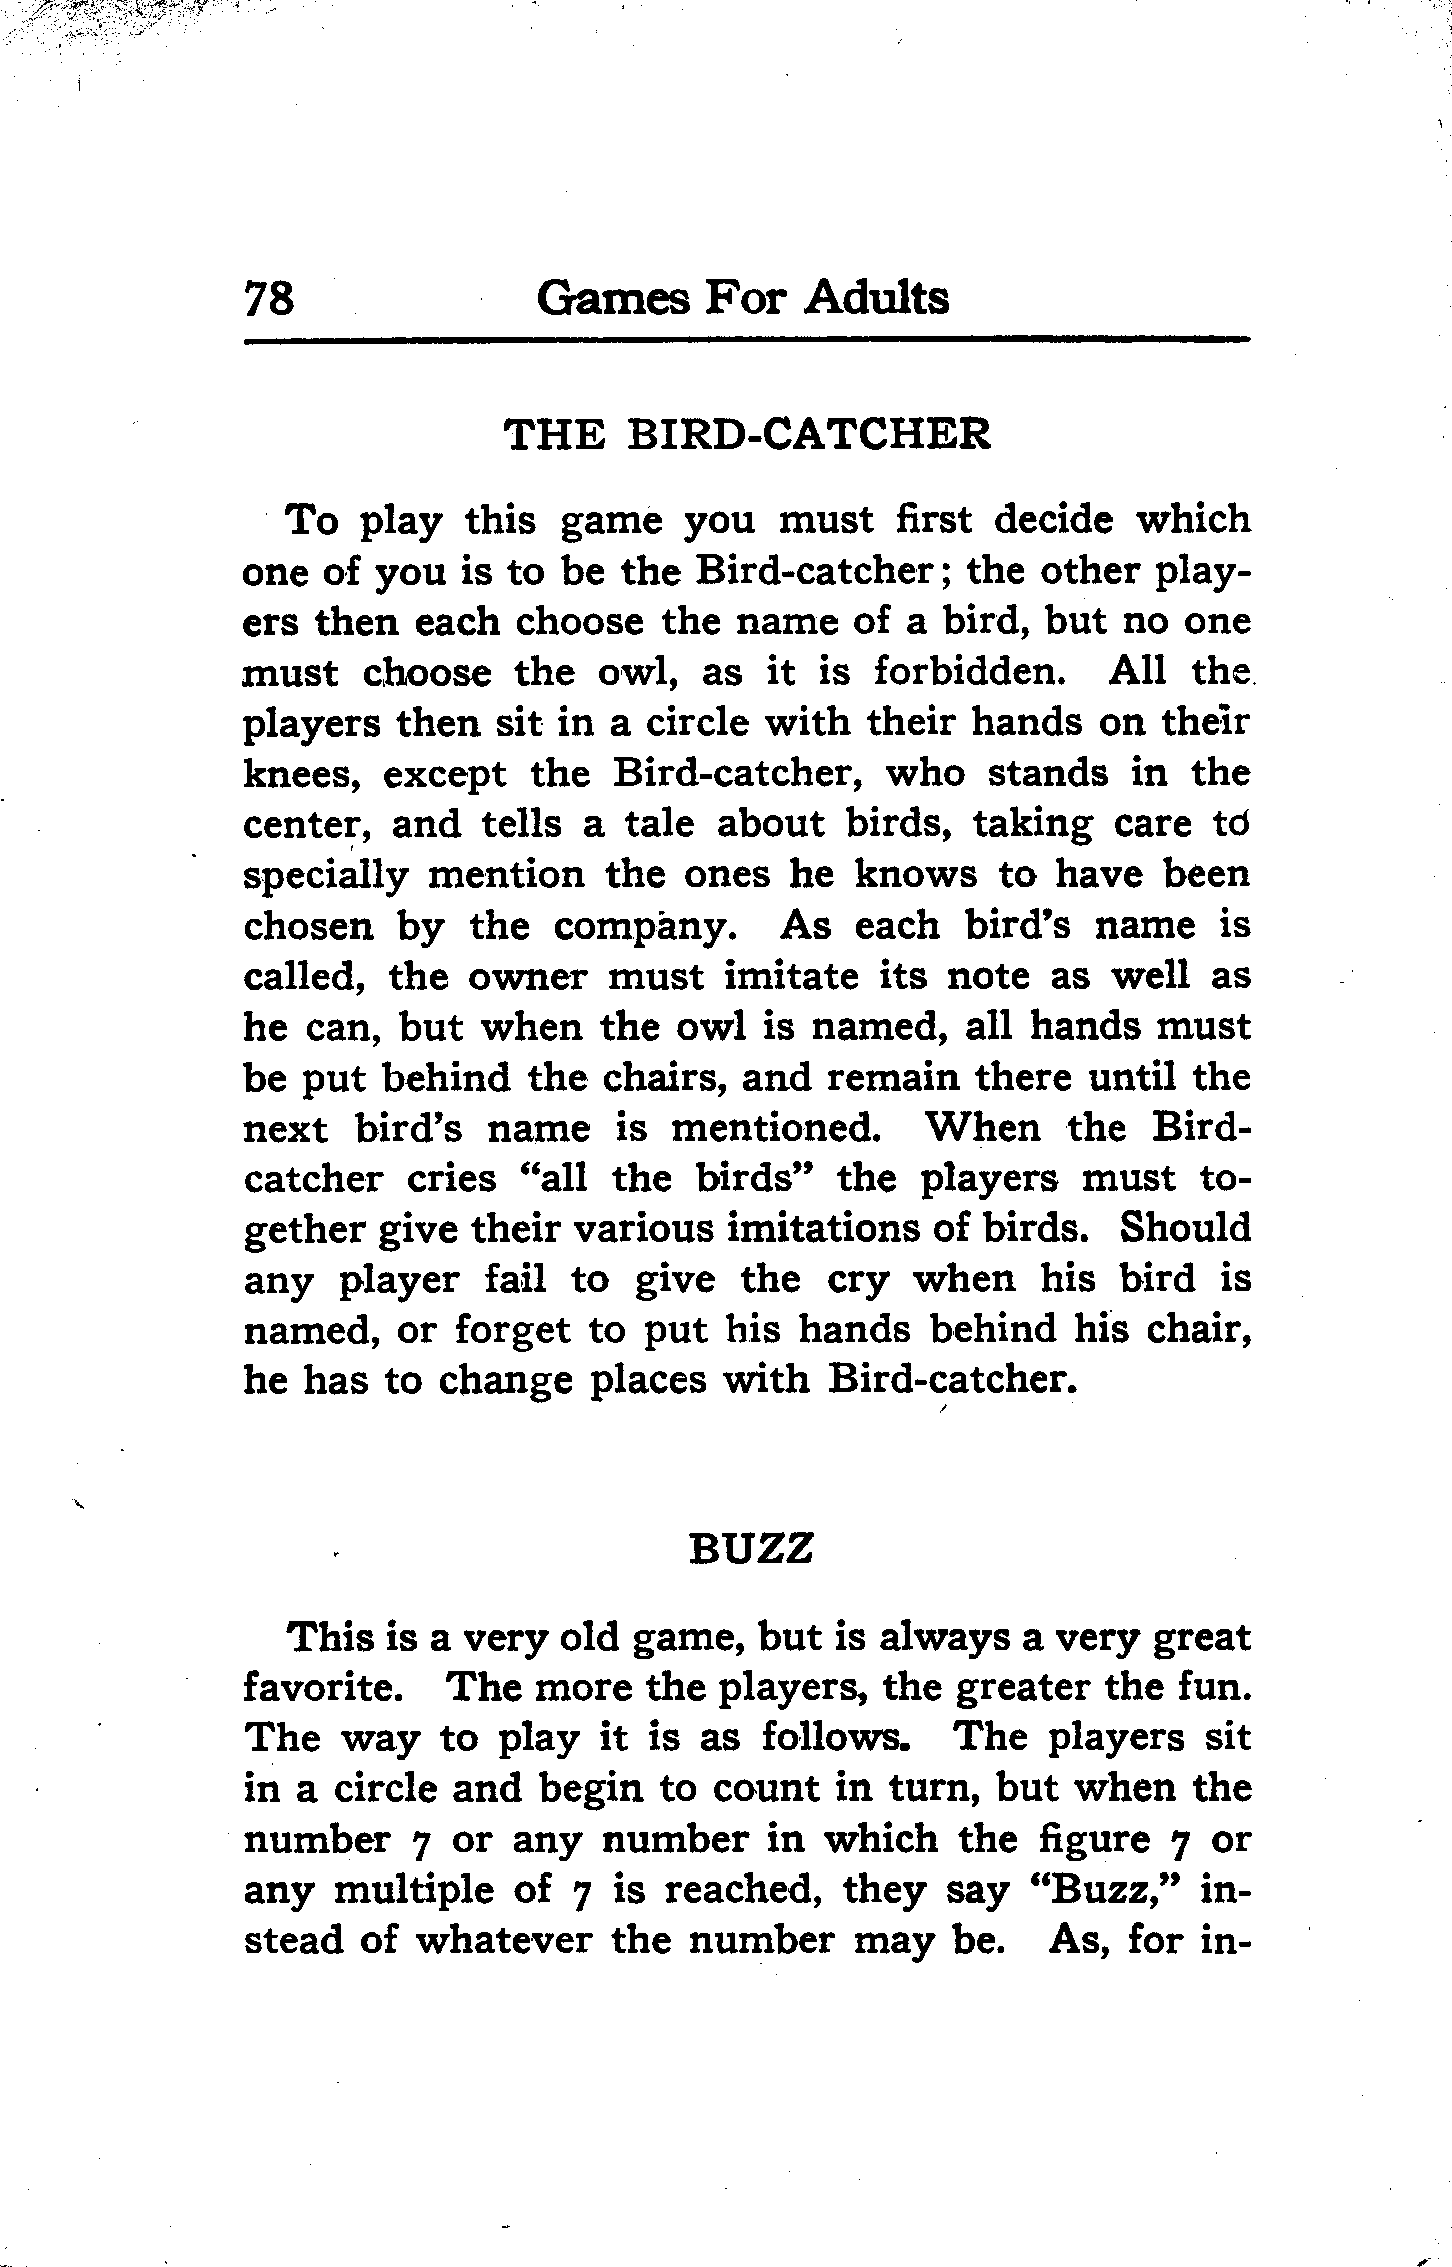 78 Games For Adults
THE BIRD-CATCHER
To play this game you must first decide which
one of you is to be the Bird-catcher; the other play-
ers then each choose the name of a bird, but no one
must choose the owl, as it is forbidden. All the
players then sit in a circle with their hands on their
knees, except the Bird-catcher, who stands in the
center, and tells a tale about birds, taking care to
specially mention the ones he knows to have been
chosen by the company. As each bird's name is
called, the owner must imitate its note as well as
he can, but when the owl is named, all hands must
be put behind the chairs, and remain there until the
next bird's name is mentioned. When the Bird-
catcher cries "all the birds" the players must to-
gether give their various imitations of birds. Should
any player fail to give the cry when his bird is
named, or forget to put his hands behind his chair,
he has to change places with Bird-catcher.
BUZZ
This is a very old game, but is always a very great
favorite. The more the players, the greater the fun.
The way to play it is as follows. The players sit
in a circle and begin to count in turn, but when the
number 7 or any number in which the figure 7 or
any multiple of 7 is reached, they say "Buzz," in-
stead of whatever the number may be. As, for in-